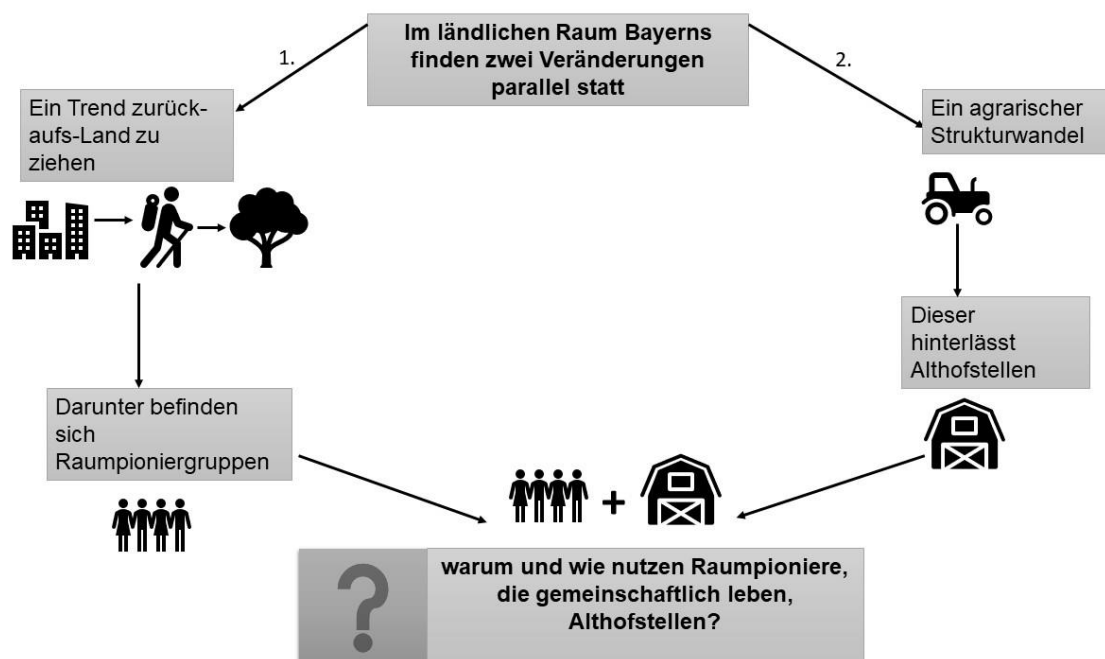 Im ländlichen Raum Bayerns
finden zwei Veränderungen
parallel statt
1.
2.
Ein Trend zurück-
aufs-Land zu
ziehen
Ein agrarischer
Strukturwandel
Dieser
hinterlässt
Althofstellen
Darunter befinden
sich
Raumpioniergruppen
+
?
warum und wie nutzen Raumpioniere,
die gemeinschaftlich leben,
Althofstellen?